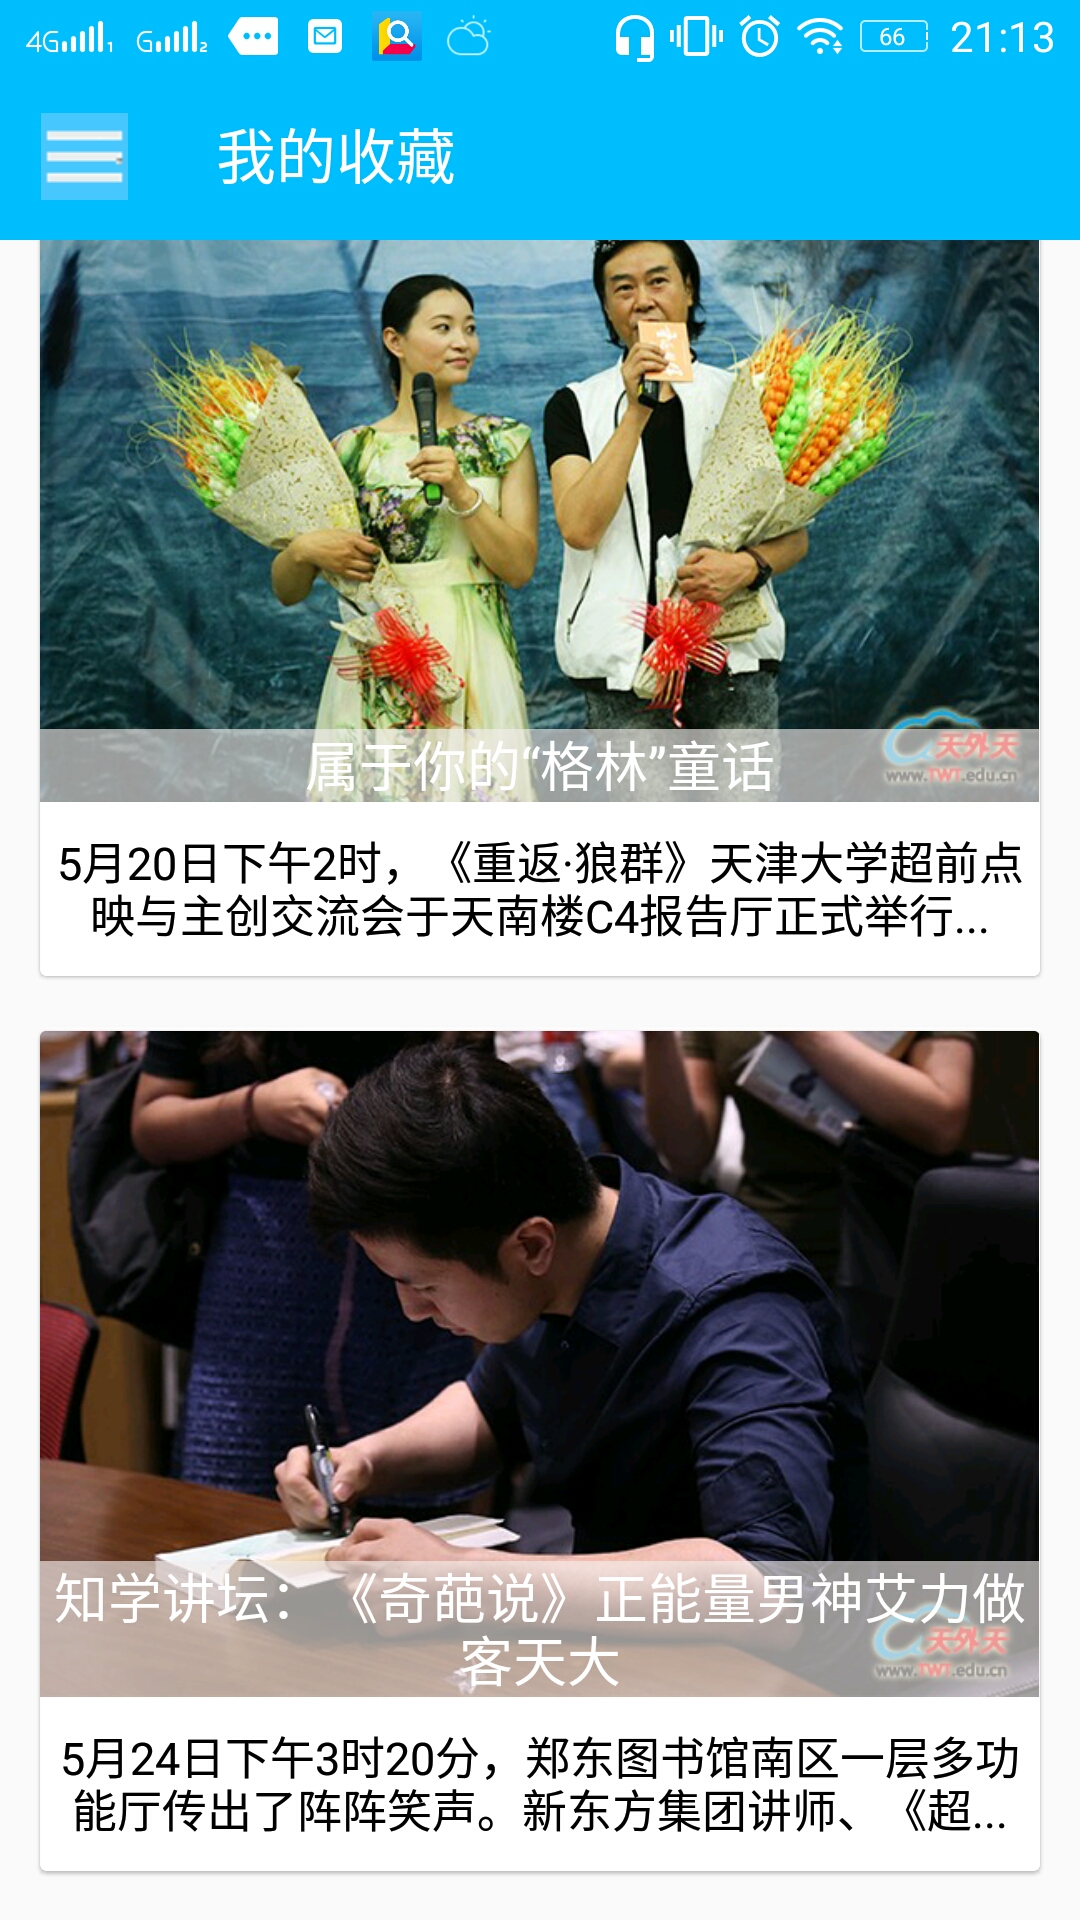 4G 1 G 2 66 21:13
我的收藏
天外天
www.TWT.edu.cn
属于你的“格林”童话
5月20日下午2时，《重返·狼群》天津大学超前点
映与主创交流会于天南楼C4报告厅正式举行...
知学讲坛：《奇葩说》正能量男神艾力做
客天大
天外天
www.TWT.edu.cn
5月24日下午3时20分，郑东图书馆南区一层多功
能厅传出了阵阵笑声。新东方集团讲师、《超...